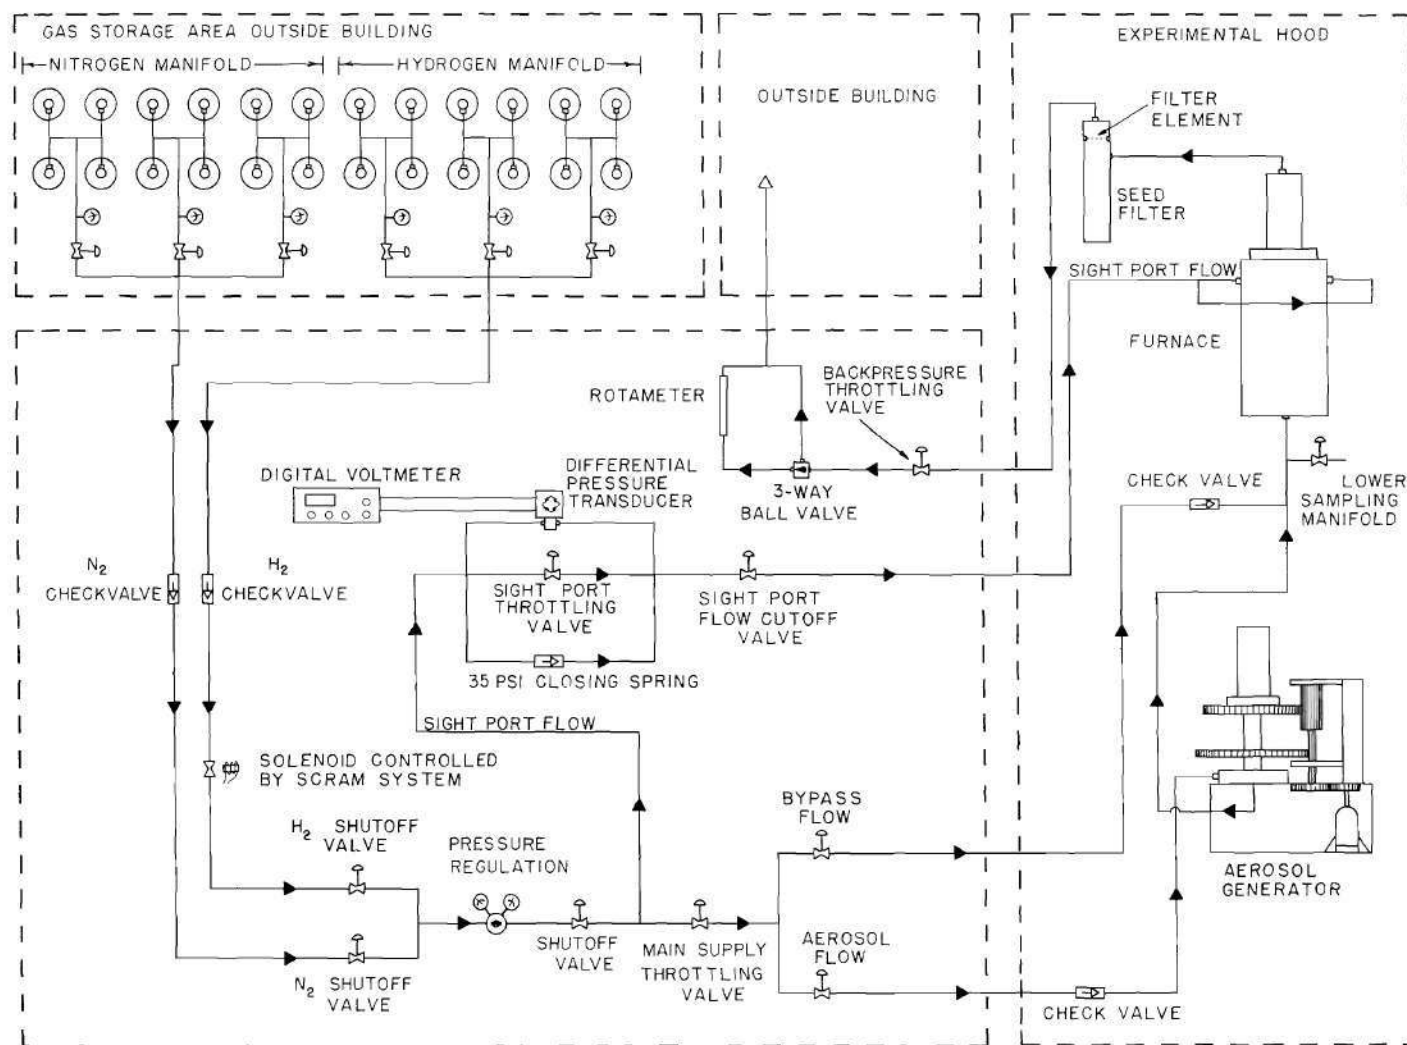 GAS STORAGE AREA OUTSIDE BUILDING
NITROGEN MANIFOLD
HYDROGEN MANIFOLD
OUTSIDE BUILDING
EXPERIMENTAL HOOD
FILTER
ELEMENT
SEED
FILTER
SIGHT PORT FLOW
FURNACE
ROTAMETER
BACKPRESSURE
THROTTLING
VALVE
3-WAY
BALL VALVE
DIGITAL VOLTMETER
DIFFERENTIAL
PRESSURE
TRANSDUCER
CHECK VALVE
LOWER
SAMPLING
MANIFOLD
N2
CHECKVALVE
H2
CHECKVALVE
SIGHT PORT
THROTTLING
VALVE
SIGHT PORT
FLOW CUTOFF
VALVE
35 PSI CLOSING SPRING
SIGHT PORT FLOW
SOLENOID CONTROLLED
BY SCRAM SYSTEM
H2 SHUTOFF
VALVE
PRESSURE
REGULATION
BYPASS
FLOW
AEROSOL
GENERATOR
N2 SHUTOFF
VALVE
SHUTOFF
VALVE
MAIN SUPPLY
THROTTLING
VALVE
AEROSOL
FLOW
CHECK VALVE